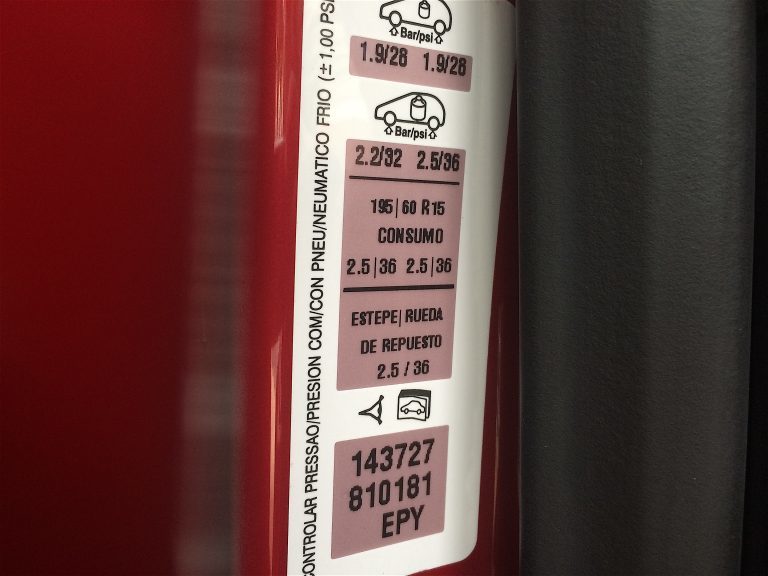 Bar/psi
1.9/28 1.9/28
Bar/psi
2.2/32 2.5/36
195|60 R15
CONSUMO
2.5|36 2.5|36
ESTEPE|RUEDA
DE REPUESTO
2.5 / 36
143727
810181
EPY
CONTROLAR PRESSAO/PRESION COM/CON PNEU/NEUMATICO FRIO (±1,00 PSI